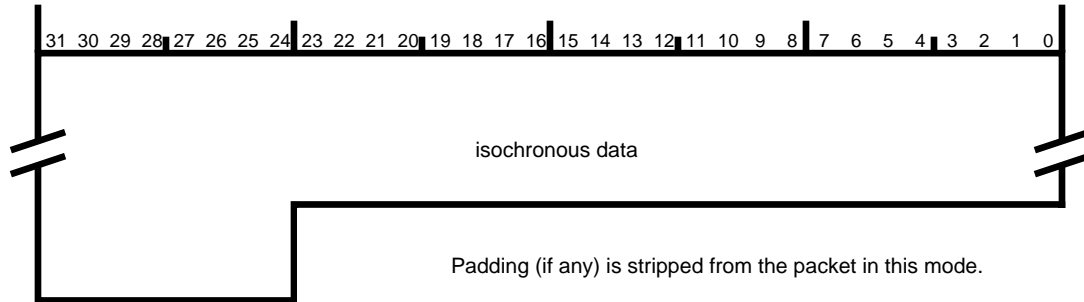 31 30 29 28 27 26 25 24 23 22 21 20 19 18 17 16 15 14 13 12 11 10 9 8 7 6 5 4 3 2 1 0
isochronous data
Padding (if any) is stripped from the packet in this mode.